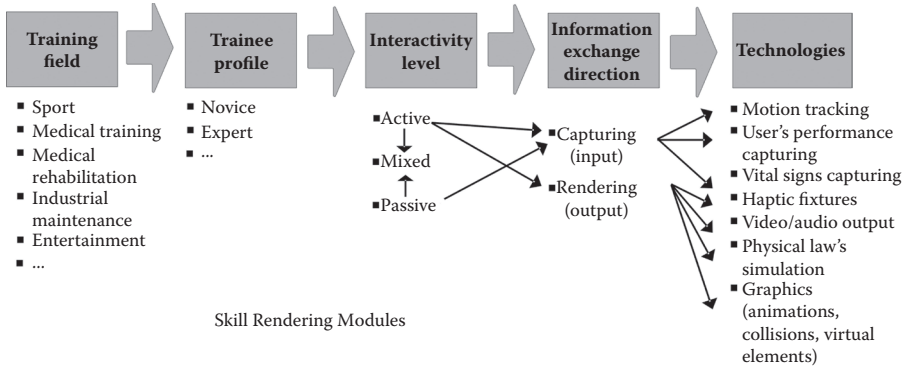 Training
field
Trainee
profile
Interactivity
level
Information
exchange
direction
Technologies
▪ Sport
▪ Medical training
▪ Medical
rehabilitation
▪ Industrial
maintenance
▪ Entertainment
▪ ...
▪ Novice
▪ Expert
▪ ...
▪Active
▪Mixed
▪Passive
▪Capturing
(input)
▪Rendering
(output)
▪ Motion tracking
▪ User's performance
capturing
▪ Vital signs capturing
▪ Haptic fixtures
▪ Video/audio output
▪ Physical law's
simulation
▪ Graphics
(animations,
collisions, virtual
elements)
Skill Rendering Modules